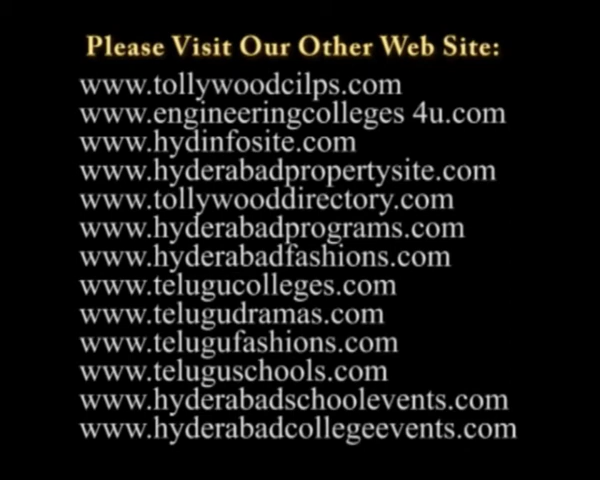 Please Visit Our Other Web Site:
www.tollywoodcilps.com
www.engineeringcolleges 4u.com
www.hydinfosite.com
www.hyderabadpropertysite.com
www.tollywooddirectory.com
www.hyderabadprograms.com
www.hyderabadfashions.com
www.telugucolleges.com
www.telugudramas.com
www.telugufashions.com
www.teluguschools.com
www.hyderabadschoolevents.com
www.hyderabadcollegeevents.com